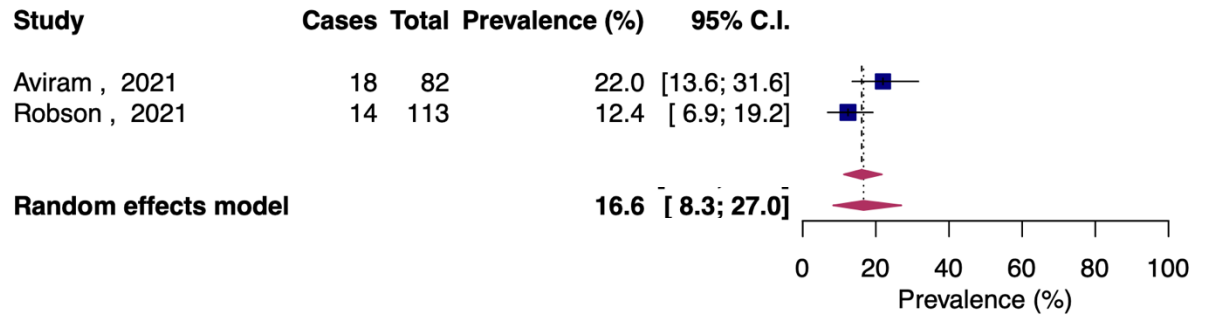 Study Cases Total Prevalence (%) 95% C.I.
Aviram , 2021 18 82 22.0 [13.6; 31.6]
Robson , 2021 14 113 12.4 [ 6.9; 19.2]
Random effects model 16.6 [ 8.3; 27.0]
0 20 40 60 80 100
Prevalence (%)